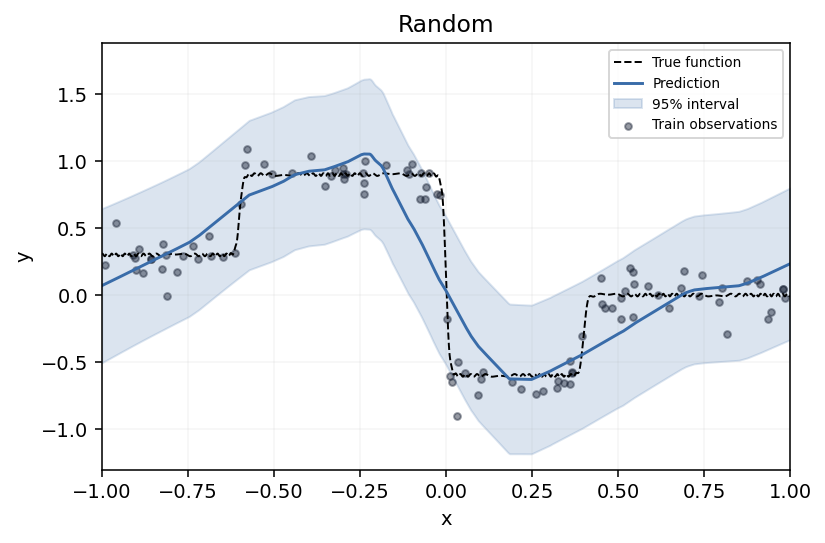 Random
True function
Prediction
95% interval
Train observations
y
1.5
1.0
0.5
0.0
−0.5
−1.0
−1.00 −0.75 −0.50 −0.25 0.00 0.25 0.50 0.75 1.00
x